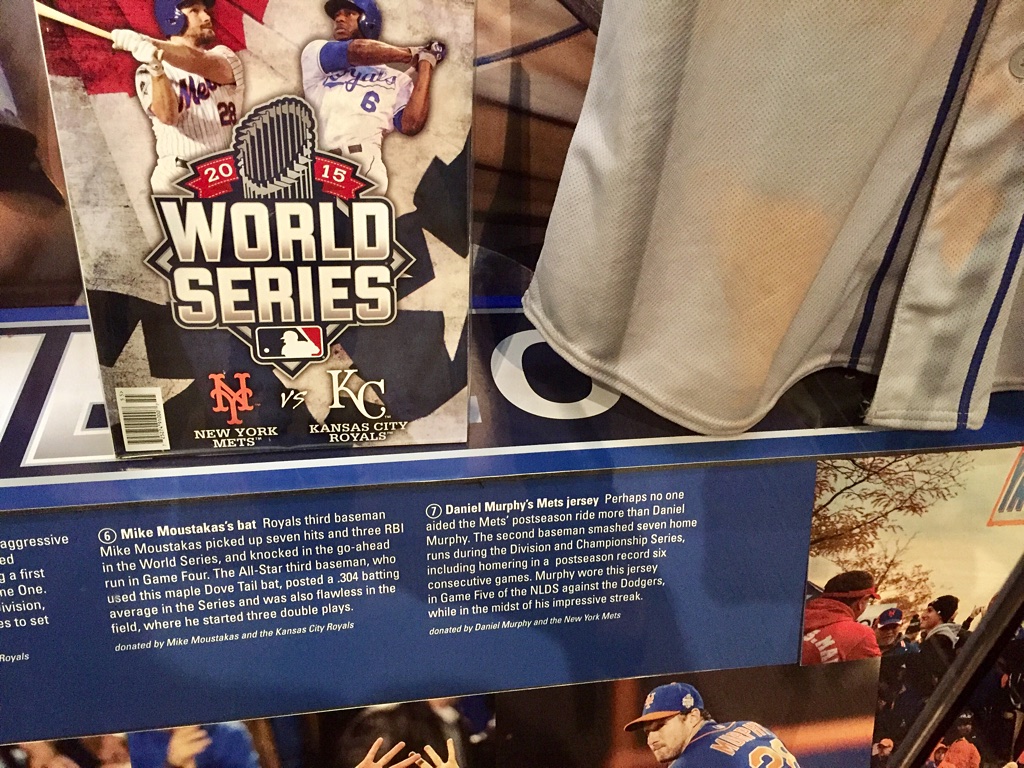 Mets
28
Royals
6
20 15
WORLD
SERIES
NY VS KC
NEW YORK
METS™
KANSAS CITY
ROYALS™
aggressive
ed
g a first
ne One.
ivision,
es to set
Royals
6 Mike Moustakas's bat Royals third baseman
Mike Moustakas picked up seven hits and three RBI
in the World Series, and knocked in the go-ahead
run in Game Four. The All-Star third baseman, who
used this maple Dove Tail bat, posted a .304 batting
average in the Series and was also flawless in the
field, where he started three double plays.
donated by Mike Moustakas and the Kansas City Royals
7 Daniel Murphy's Mets jersey Perhaps no one
aided the Mets' postseason ride more than Daniel
Murphy. The second baseman smashed seven home
runs during the Division and Championship Series,
including homering in a postseason record six
consecutive games. Murphy wore this jersey
in Game Five of the NLDS against the Dodgers,
while in the midst of his impressive streak.
donated by Daniel Murphy and the New York Mets
MURPHY